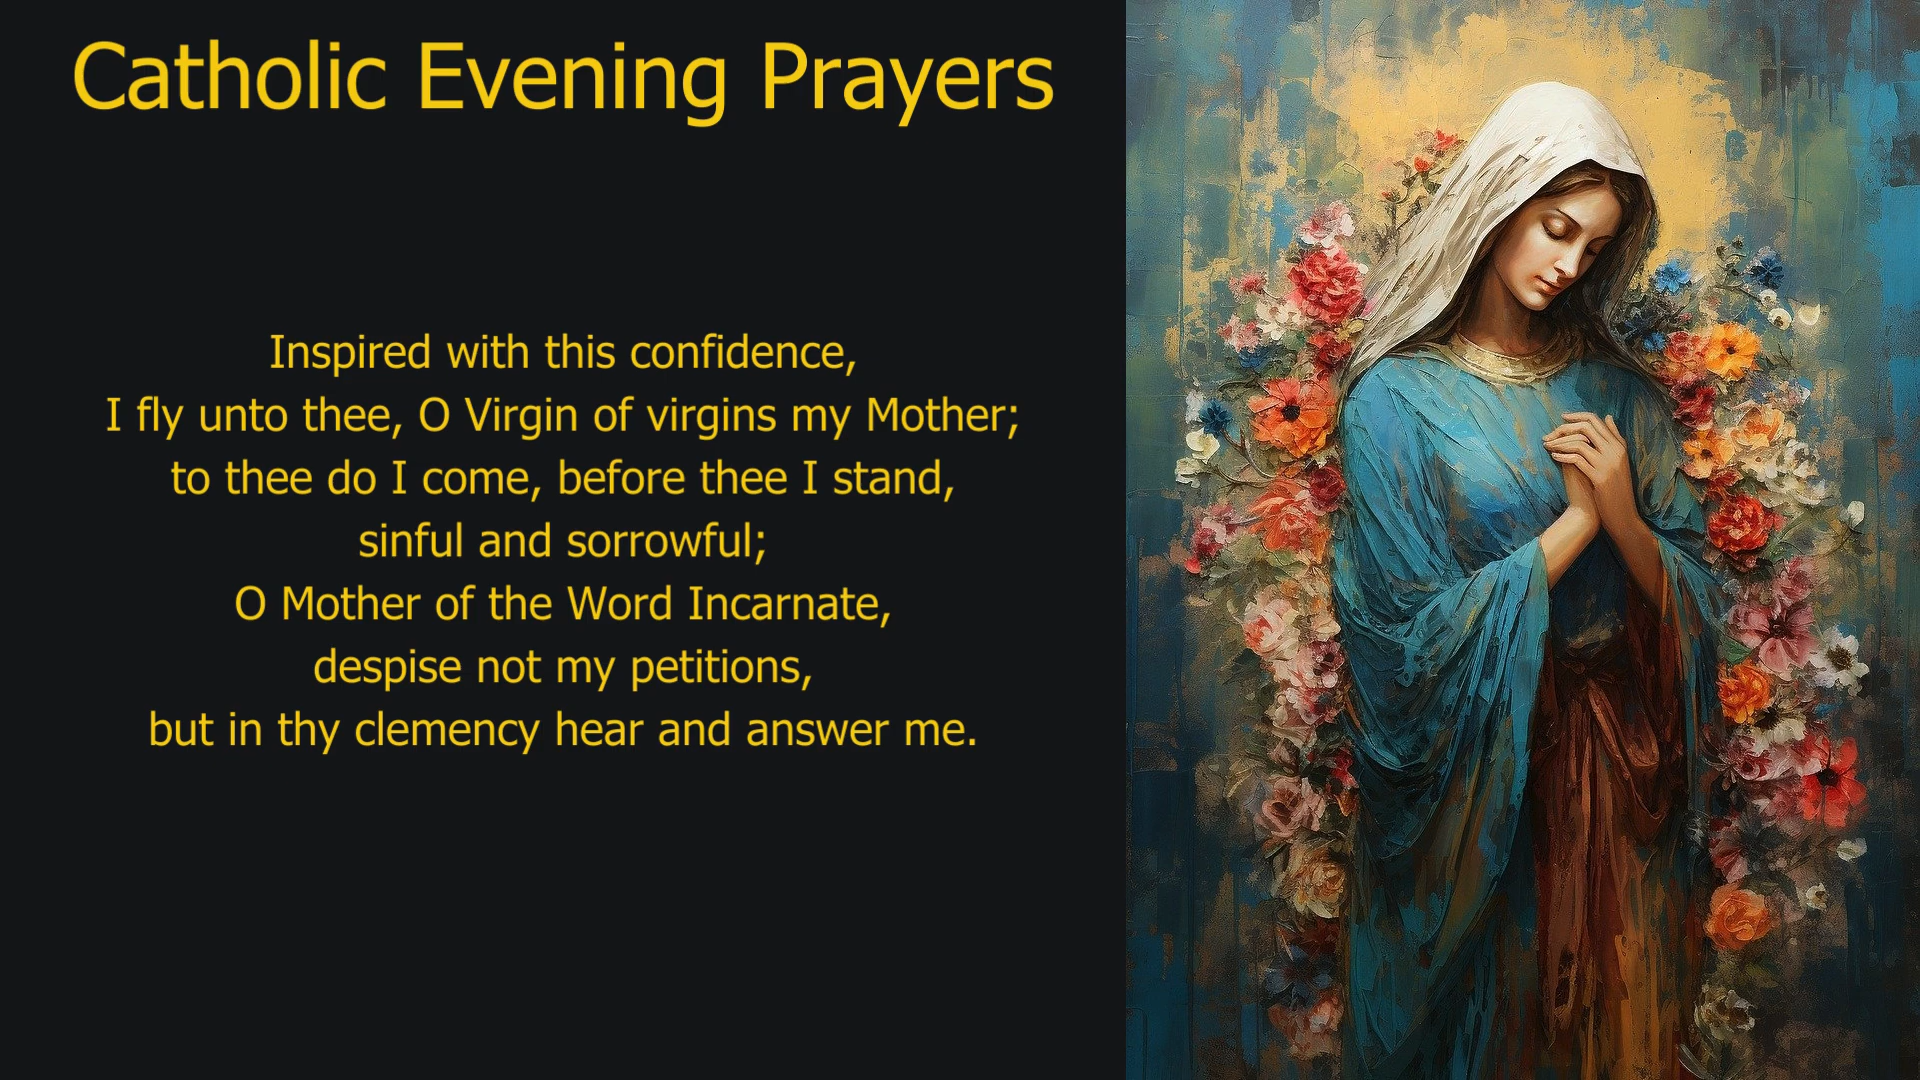 Catholic Evening Prayers
Inspired with this confidence,
I fly unto thee, O Virgin of virgins my Mother;
to thee do I come, before thee I stand,
sinful and sorrowful;
O Mother of the Word Incarnate,
despise not my petitions,
but in thy clemency hear and answer me.